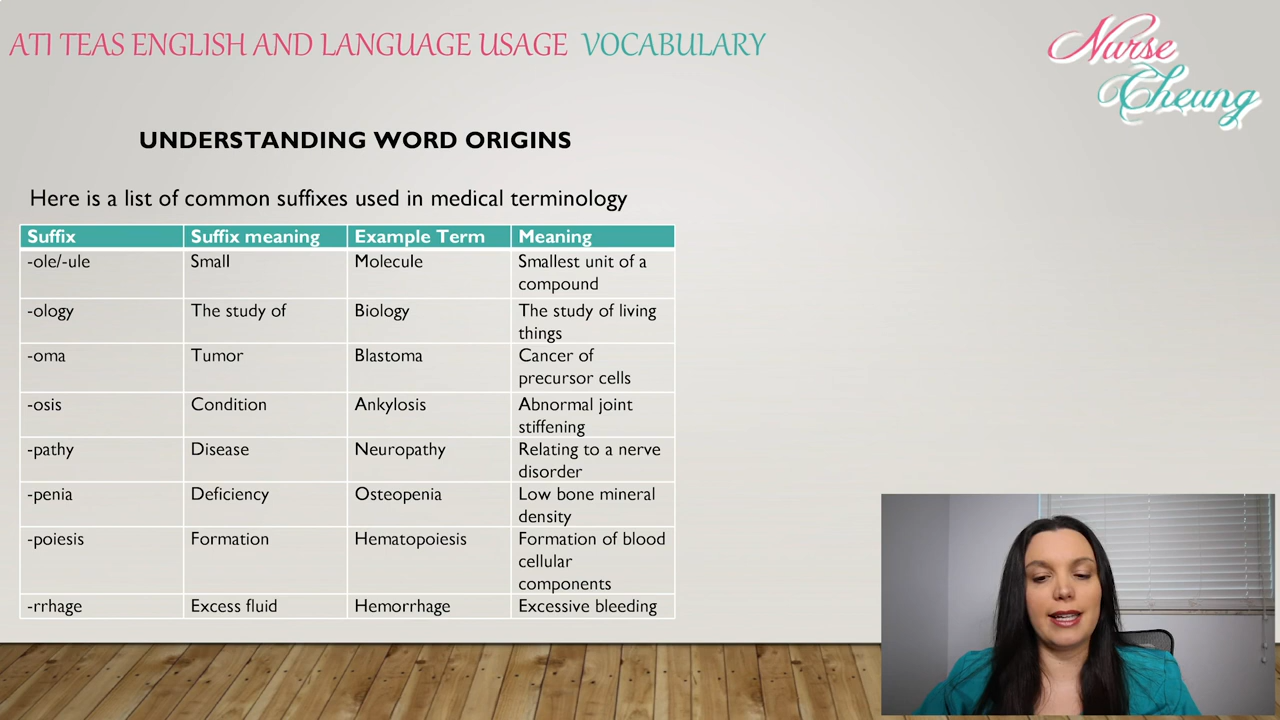 ATI TEAS ENGLISH AND LANGUAGE USAGE VOCABULARY
Nurse
Cheung
UNDERSTANDING WORD ORIGINS
Here is a list of common suffixes used in medical terminology
Suffix Suffix meaning Example Term Meaning
-ole/-ule Small Molecule Smallest unit of a
compound
-ology The study of Biology The study of living
things
-oma Tumor Blastoma Cancer of
precursor cells
-osis Condition Ankylosis Abnormal joint
stiffening
-pathy Disease Neuropathy Relating to a nerve
disorder
-penia Deficiency Osteopenia Low bone mineral
density
-poiesis Formation Hematopoiesis Formation of blood
cellular
components
-rrhage Excess fluid Hemorrhage Excessive bleeding